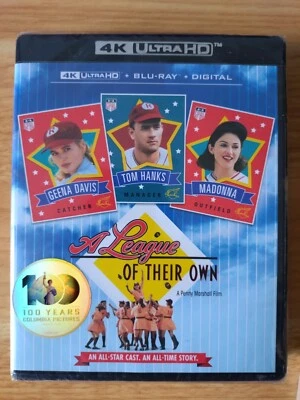 4K ULTRA HD™
4K ULTRA HD + BLU-RAY + DIGITAL
GEENA DAVIS
CATCHER
TOM HANKS
MANAGER
MADONNA
OUTFIELD
A League
OF THEIR OWN
A Penny Marshall Film
100
100 YEARS
COLUMBIA PICTURES
AN ALL-STAR CAST. AN ALL-TIME STORY.